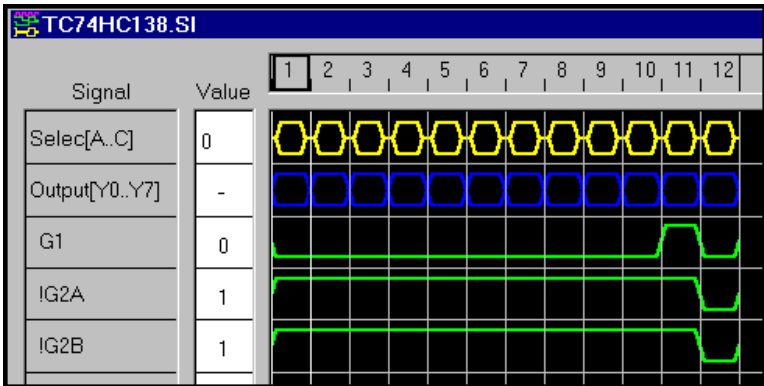 TC74HC138.SI
Signal Value 1 2 3 4 5 6 7 8 9 10 11 12
Selec[A..C] 0
Output[Y0..Y7] -
G1 0
!G2A 1
!G2B 1